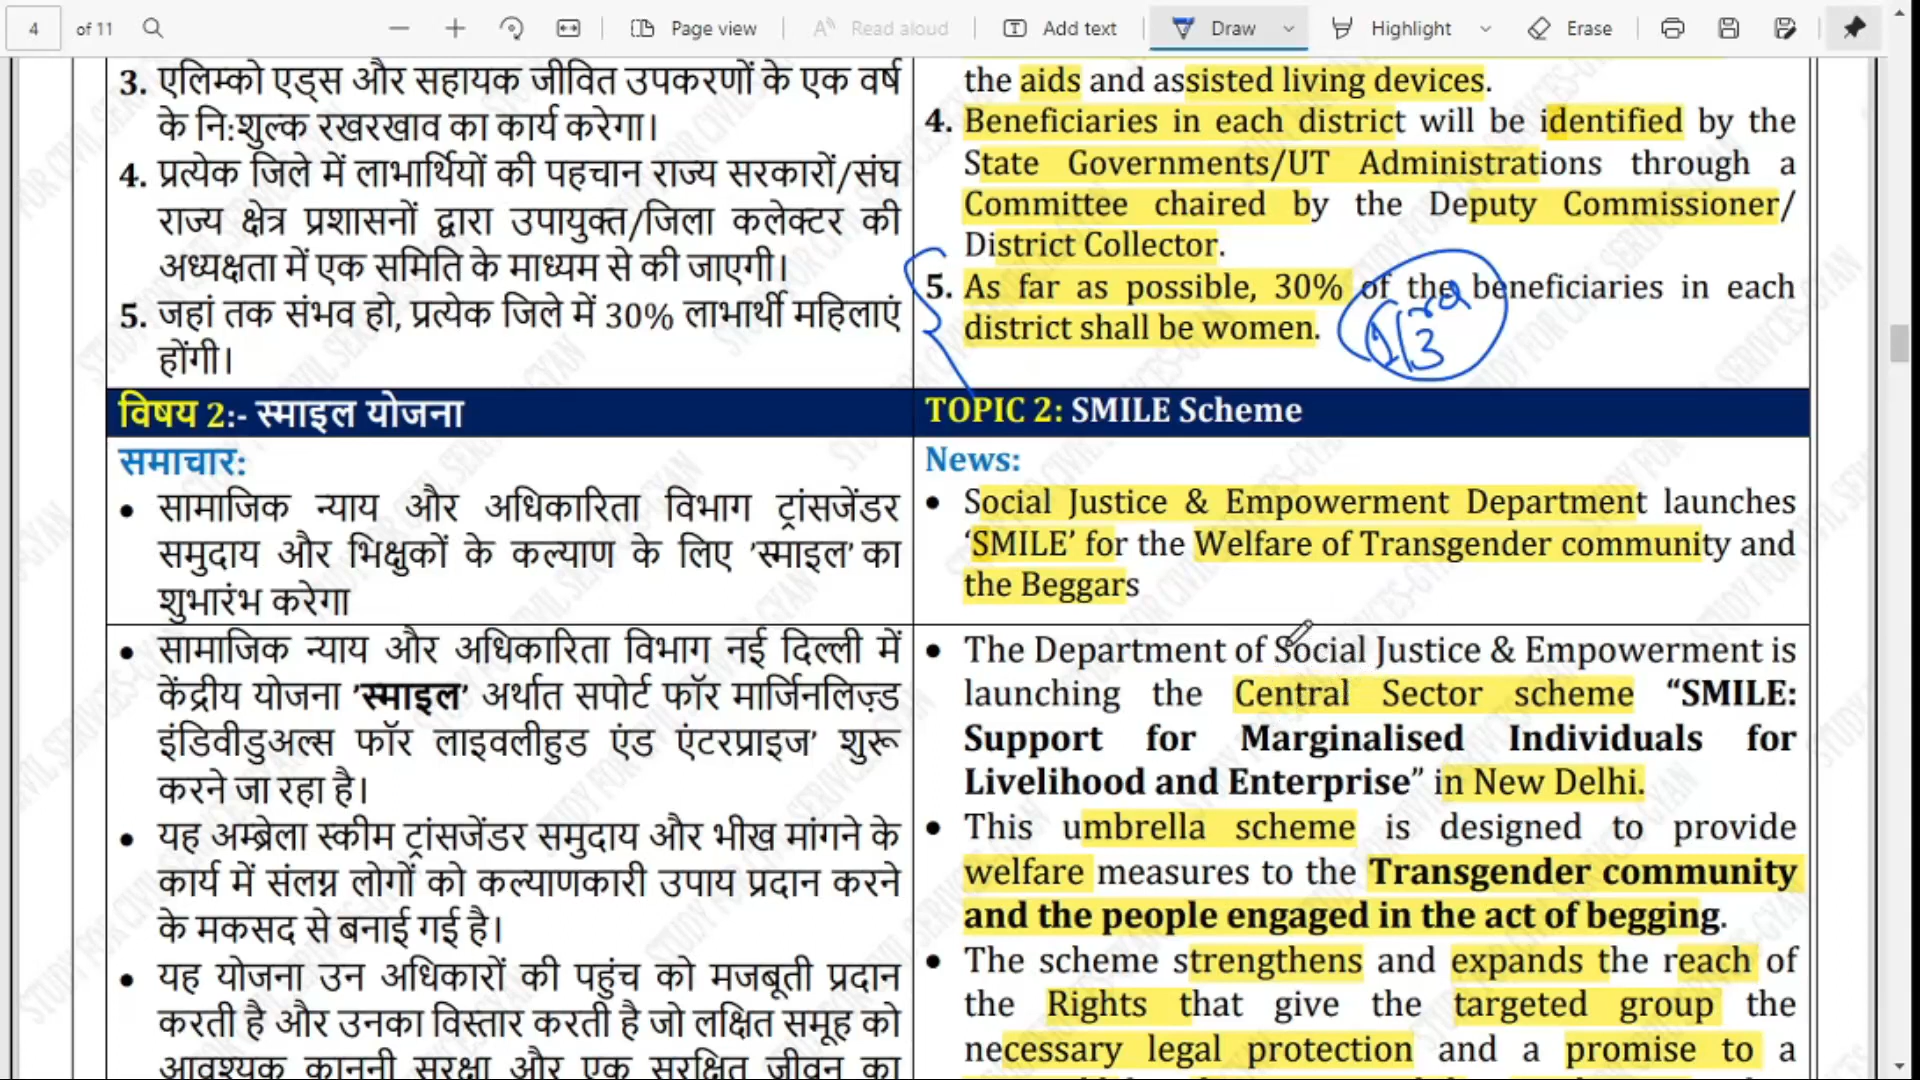 4 of 11 Page view Read aloud Add text Draw Highlight Erase
3. एलिम्को एड्स और सहायक जीवित उपकरणों के एक वर्ष
के नि:शुल्क रखरखाव का कार्य करेगा।
4. प्रत्येक जिले में लाभार्थियों की पहचान राज्य सरकारों/संघ
राज्य क्षेत्र प्रशासनों द्वारा उपायुक्त/जिला कलेक्टर की
अध्यक्षता में एक समिति के माध्यम से की जाएगी।
5. जहां तक संभव हो, प्रत्येक जिले में 30% लाभार्थी महिलाएं
होंगी।
the aids and assisted living devices.
4. Beneficiaries in each district will be identified by the
State Governments/UT Administrations through a
Committee chaired by the Deputy Commissioner/
District Collector.
5. As far as possible, 30% of the beneficiaries in each
district shall be women.
1/3 rd
विषय 2:- स्माइल योजना
TOPIC 2: SMILE Scheme
समाचार:
• सामाजिक न्याय और अधिकारिता विभाग ट्रांसजेंडर
समुदाय और भिक्षुकों के कल्याण के लिए 'स्माइल' का
शुभारंभ करेगा
News:
• Social Justice & Empowerment Department launches
‘SMILE’ for the Welfare of Transgender community and
the Beggars
• सामाजिक न्याय और अधिकारिता विभाग नई दिल्ली में
केंद्रीय योजना 'स्माइल' अर्थात सपोर्ट फॉर मार्जिनलिज़्ड
इंडिवीडुअल्स फॉर लाइवलीहुड एंड एंटरप्राइज' शुरू
करने जा रहा है।
• यह अम्ब्रेला स्कीम ट्रांसजेंडर समुदाय और भीख मांगने के
कार्य में संलग्न लोगों को कल्याणकारी उपाय प्रदान करने
के मकसद से बनाई गई है।
• यह योजना उन अधिकारों की पहुंच को मजबूती प्रदान
करती है और उनका विस्तार करती है जो लक्षित समूह को
आवश्यक कानूनी सुरक्षा और एक सुरक्षित जीवन का
• The Department of Social Justice & Empowerment is
launching the Central Sector scheme “SMILE:
Support for Marginalised Individuals for
Livelihood and Enterprise” in New Delhi.
• This umbrella scheme is designed to provide
welfare measures to the Transgender community
and the people engaged in the act of begging.
• The scheme strengthens and expands the reach of
the Rights that give the targeted group the
necessary legal protection and a promise to a